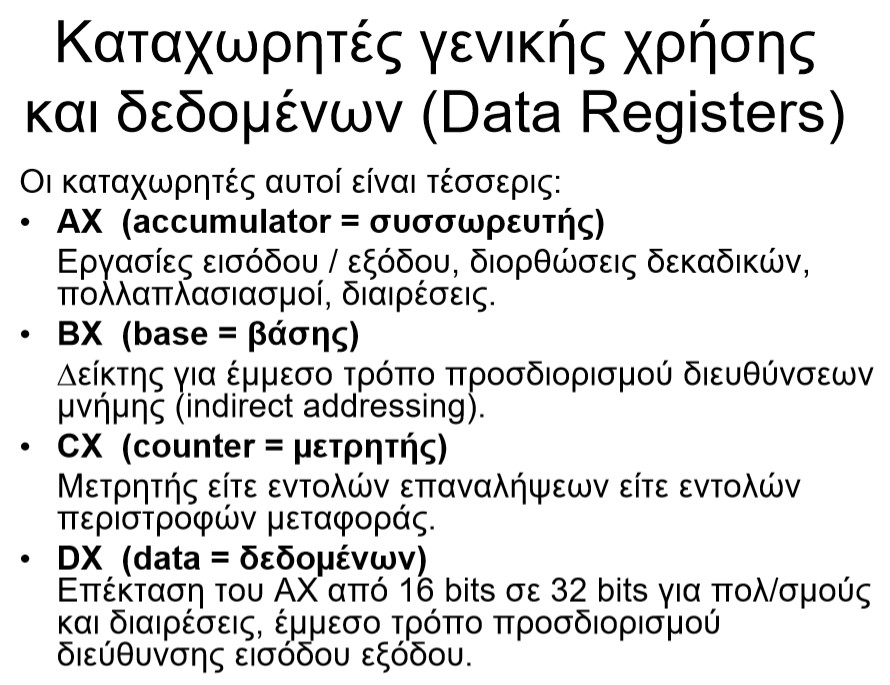 Καταχωρητές γενικής χρήσης
και δεδομένων (Data Registers)
Οι καταχωρητές αυτοί είναι τέσσερις:
• AX (accumulator = συσσωρευτής)
Εργασίες εισόδου / εξόδου, διορθώσεις δεκαδικών,
πολλαπλασιασμοί, διαιρέσεις.
• BX (base = βάσης)
Δείκτης για έμμεσο τρόπο προσδιορισμού διευθύνσεων
μνήμης (indirect addressing).
• CX (counter = μετρητής)
Μετρητής είτε εντολών επαναλήψεων είτε εντολών
περιστροφών μεταφοράς.
• DX (data = δεδομένων)
Επέκταση του AX από 16 bits σε 32 bits για πολ/σμούς
και διαιρέσεις, έμμεσο τρόπο προσδιορισμού
διεύθυνσης εισόδου εξόδου.